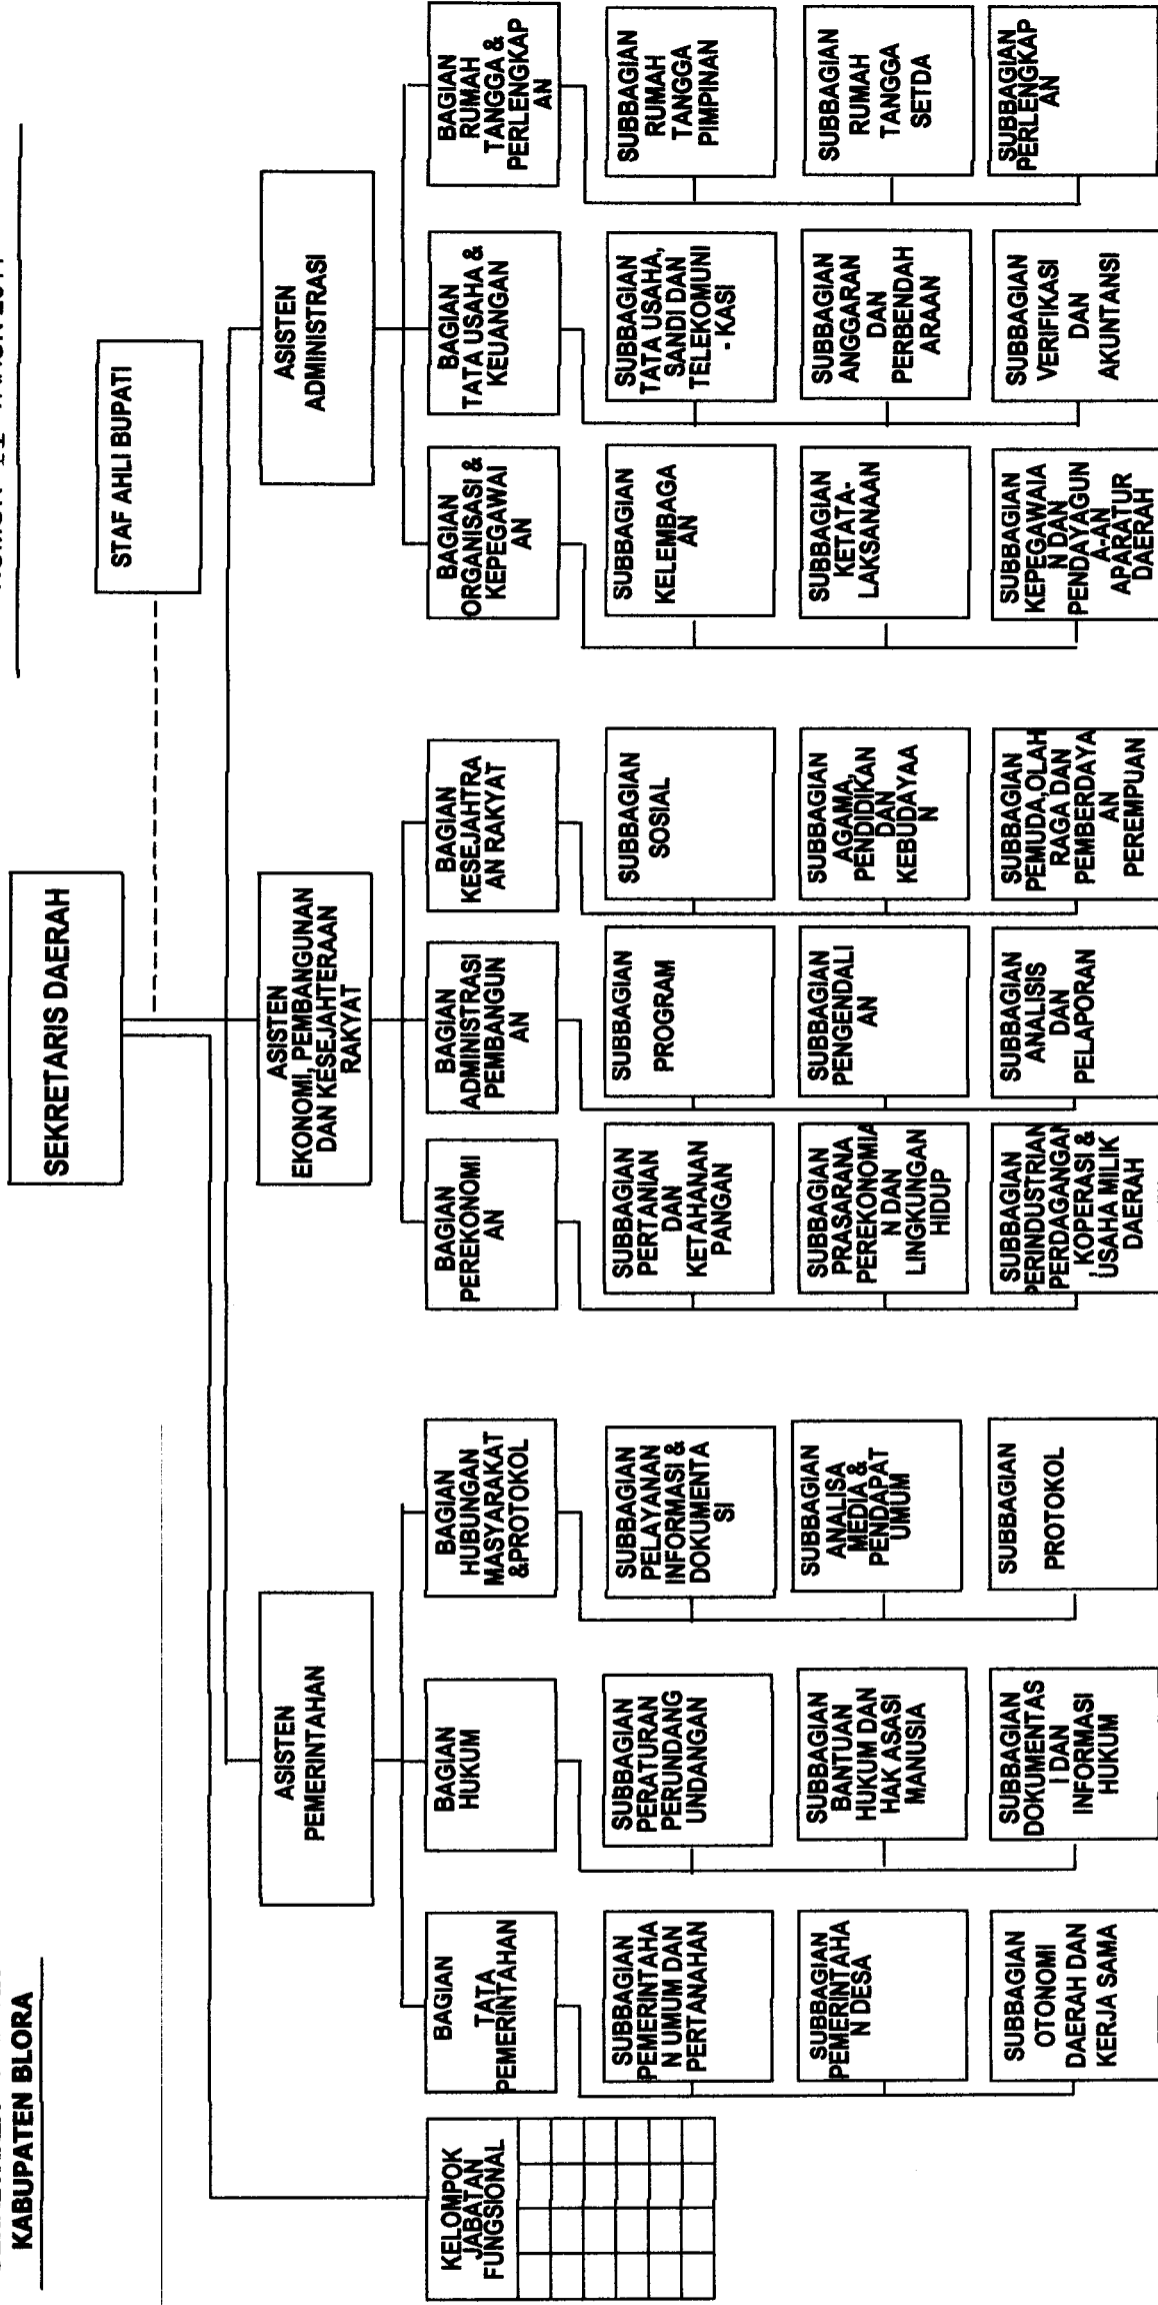 KABUPATEN BLORA
SEKRETARIS DAERAH
STAF AHLI BUPATI
ASISTEN
PEMERINTAHAN
ASISTEN
EKONOMI, PEMBANGUNAN
DAN KESEJAHTERAAN
RAKYAT
ASISTEN
ADMINISTRASI
KELOMPOK
JABATAN
FUNGSIONAL
BAGIAN
TATA
PEMERINTAHAN
BAGIAN
HUKUM
BAGIAN
HUBUNGAN
MASYARAKAT
&PROTOKOL
BAGIAN
PEREKONOMI
AN
BAGIAN
ADMINISTRASI
PEMBANGUN
AN
BAGIAN
KESEJAHTRA
AN RAKYAT
BAGIAN
ORGANISASI &
KEPEGAWAI
AN
BAGIAN
TATA USAHA &
KEUANGAN
BAGIAN
RUMAH
TANGGA &
PERLENGKAP
AN
SUBBAGIAN
PEMERINTAHA
N UMUM DAN
PERTANAHAN
SUBBAGIAN
PERATURAN
PERUNDANG
UNDANGAN
SUBBAGIAN
PELAYANAN
INFORMASI &
DOKUMENTA
SI
SUBBAGIAN
PERTANIAN
DAN
KETAHANAN
PANGAN
SUBBAGIAN
PROGRAM
SUBBAGIAN
SOSIAL
SUBBAGIAN
KELEMBAGA
AN
SUBBAGIAN
TATA USAHA,
SANDI DAN
TELEKOMUNI
- KASI
SUBBAGIAN
RUMAH
TANGGA
PIMPINAN
SUBBAGIAN
PEMERINTAHA
N DESA
SUBBAGIAN
BANTUAN
HUKUM DAN
HAK ASASI
MANUSIA
SUBBAGIAN
ANALISA
MEDIA &
PENDAPAT
UMUM
SUBBAGIAN
PRASARANA
PEREKONOMIA
N DAN
LINGKUNGAN
HIDUP
SUBBAGIAN
PENGENDALI
AN
SUBBAGIAN
AGAMA,
PENDIDIKAN
DAN
KEBUDAYAA
N
SUBBAGIAN
KETATA-
LAKSANAAN
SUBBAGIAN
ANGGARAN
DAN
PERBENDAH
ARAAN
SUBBAGIAN
RUMAH
TANGGA
SETDA
SUBBAGIAN
OTONOMI
DAERAH DAN
KERJA SAMA
SUBBAGIAN
DOKUMENTAS
I DAN
INFORMASI
HUKUM
SUBBAGIAN
PROTOKOL
SUBBAGIAN
PERINDUSTRIAN
PERDAGANGAN
KOPERASI &
USAHA MILIK
DAERAH
SUBBAGIAN
ANALISIS
DAN
PELAPORAN
SUBBAGIAN
PEMUDA,OLAH
RAGA DAN
PEMBERDAYA
AN
PEREMPUAN
SUBBAGIAN
KEPEGAWAIA
N DAN
PENDAYAGUN
A-AN
APARATUR
DAERAH
SUBBAGIAN
VERIFIKASI
DAN
AKUNTANSI
SUBBAGIAN
PERLENGKAP
AN